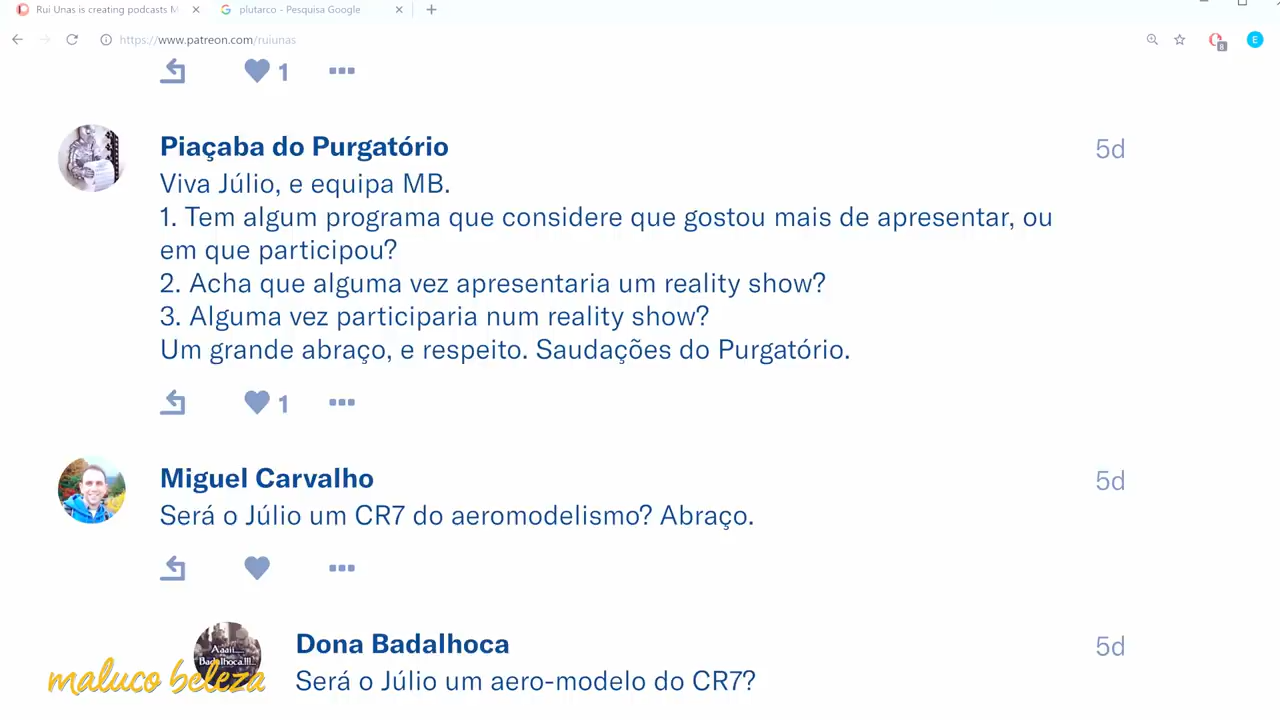 Rui Unas is creating podcasts M
plutarco - Pesquisa Google
https://www.patreon.com/ruiunas
8
E
1
Piaçaba do Purgatório
5d
Viva Júlio, e equipa MB.
1. Tem algum programa que considere que gostou mais de apresentar, ou
em que participou?
2. Acha que alguma vez apresentaria um reality show?
3. Alguma vez participaria num reality show?
Um grande abraço, e respeito. Saudações do Purgatório.
1
Miguel Carvalho
5d
Será o Júlio um CR7 do aeromodelismo? Abraço.
Aaaii....
Badalhoca.!!!
Dona Badalhoca
5d
maluco beleza
Será o Júlio um aero-modelo do CR7?